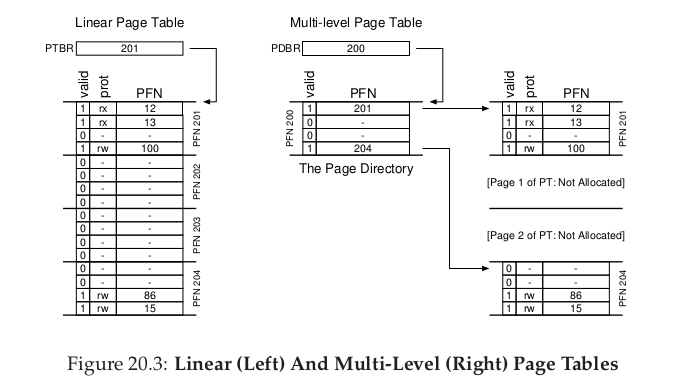 Linear Page Table
PTBR 201
valid prot PFN
1 rx 12
1 rx 13
0 - -
1 rw 100
PFN 201
0 - -
0 - -
0 - -
0 - -
PFN 202
0 - -
0 - -
0 - -
0 - -
PFN 203
0 - -
0 - -
1 rw 86
1 rw 15
PFN 204
Multi-level Page Table
PDBR 200
valid PFN
PFN 200
1 201
0 -
0 -
1 204
The Page Directory
valid prot PFN
1 rx 12
1 rx 13
0 - -
1 rw 100
PFN 201
[Page 1 of PT: Not Allocated]
[Page 2 of PT: Not Allocated]
0 - -
0 - -
1 rw 86
1 rw 15
PFN 204
Figure 20.3: Linear (Left) And Multi-Level (Right) Page Tables